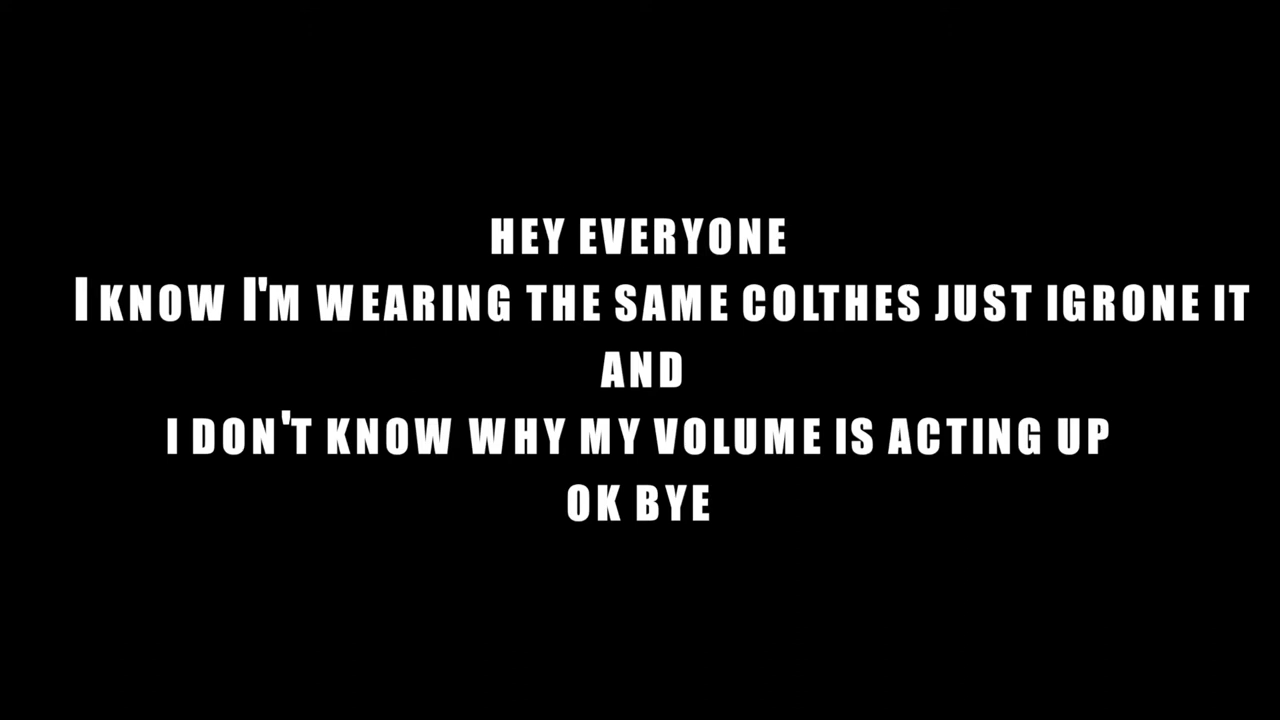 HEY EVERYONE
I KNOW I'M WEARING THE SAME COLTHES JUST IGRONE IT
AND
I DON'T KNOW WHY MY VOLUME IS ACTING UP
OK BYE